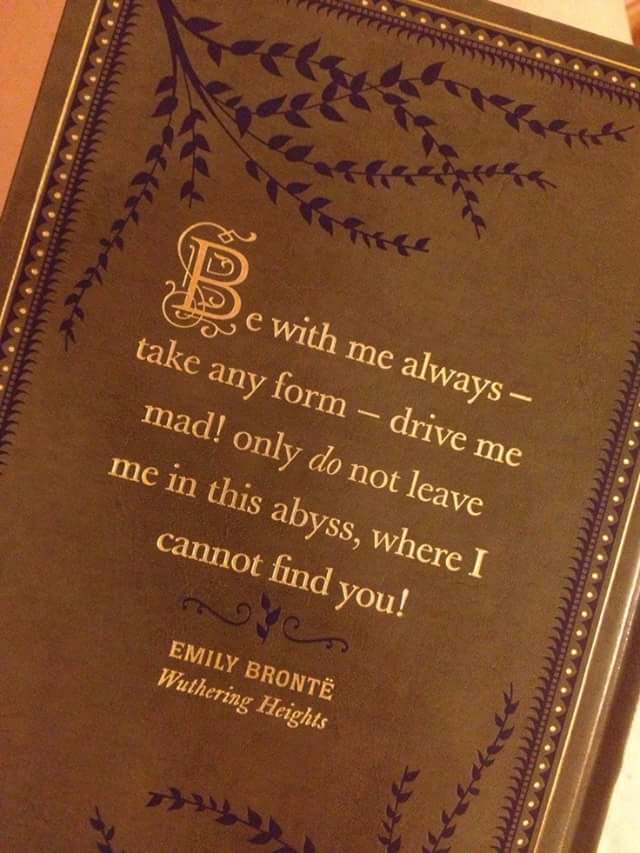 Be with me always –
take any form – drive me
mad! only do not leave
me in this abyss, where I
cannot find you!
EMILY BRONTË
Wuthering Heights